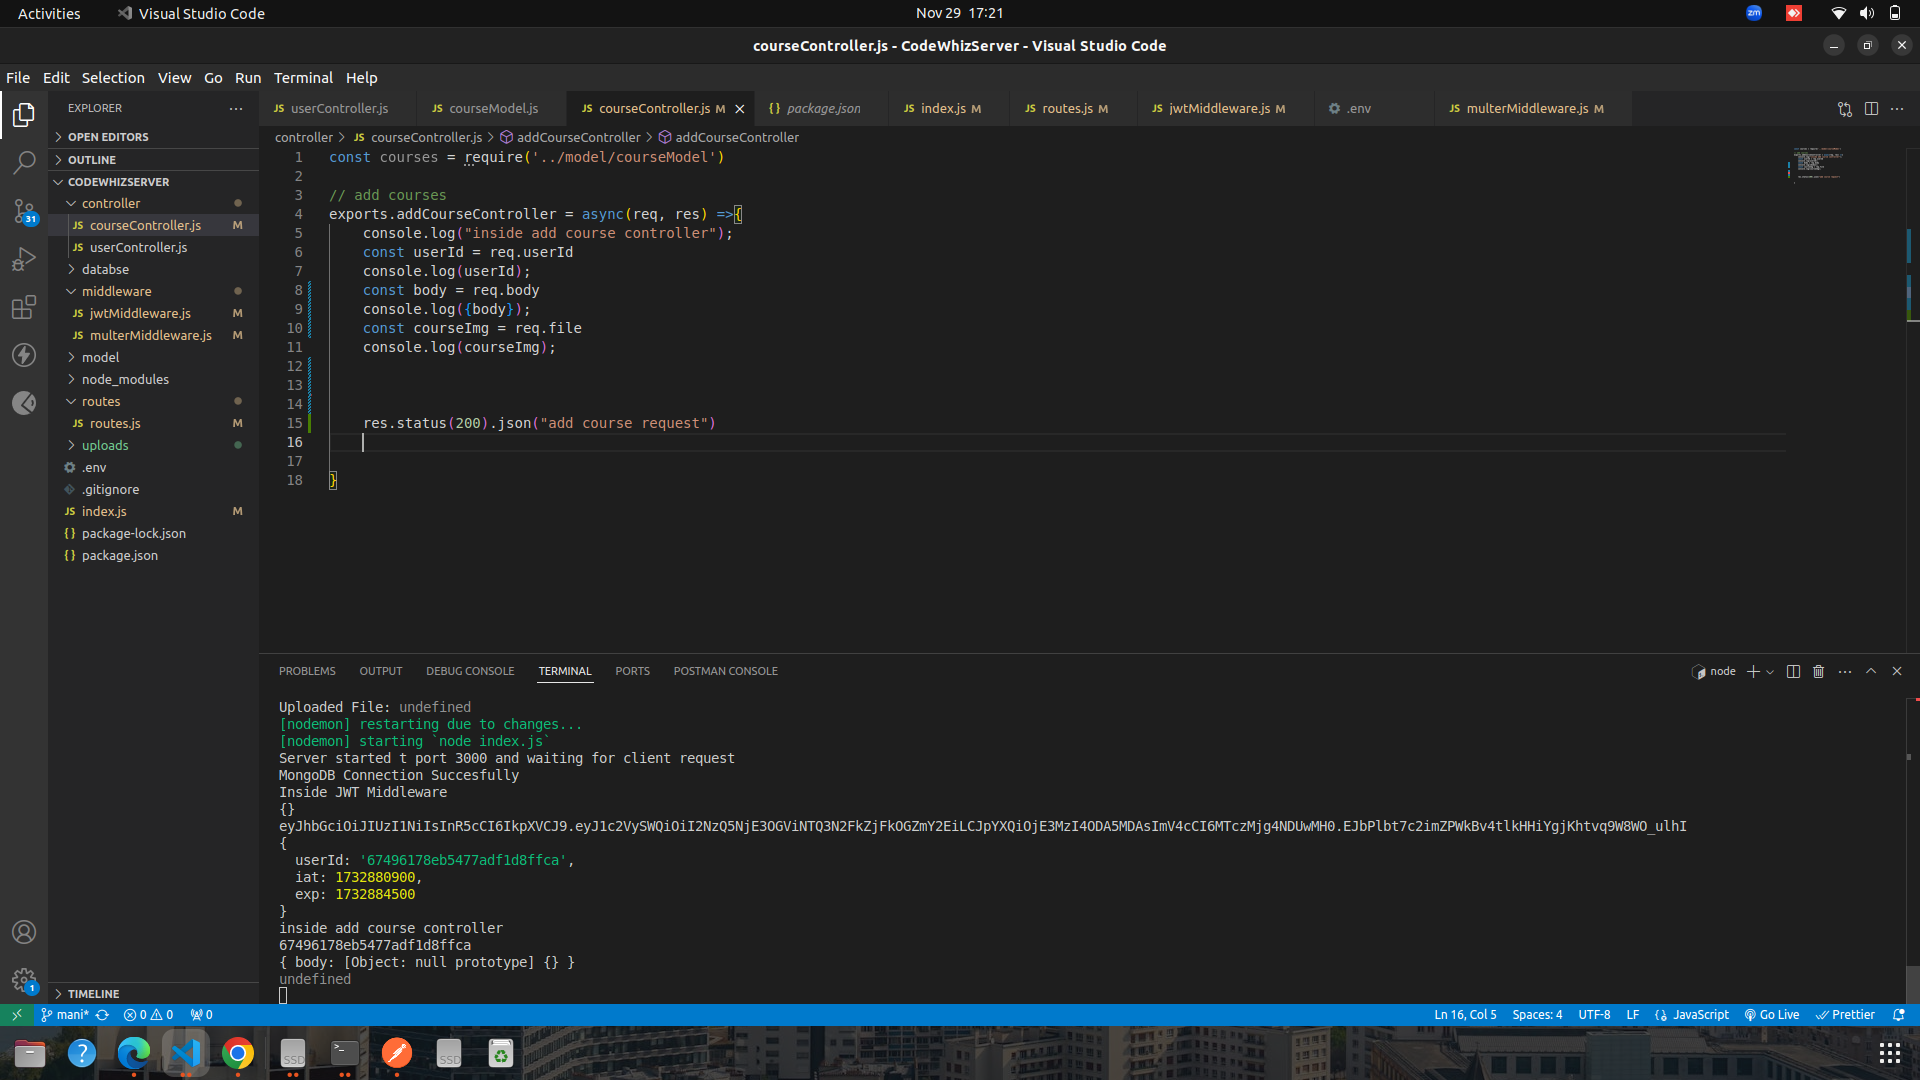 Activities
Visual Studio Code
Nov 29 17:21
zm
courseController.js - CodeWhizServer - Visual Studio Code
File Edit Selection View Go Run Terminal Help
EXPLORER
OPEN EDITORS
OUTLINE
CODEWHIZSERVER
controller
JS courseController.js M
JS userController.js
databse
middleware
JS jwtMiddleware.js M
JS multerMiddleware.js M
model
node_modules
routes
JS routes.js M
uploads
.env
.gitignore
JS index.js M
{} package-lock.json
{} package.json
TIMELINE
31
1
JS userController.js
JS courseModel.js
JS courseController.js M
{} package.json
JS index.js M
JS routes.js M
JS jwtMiddleware.js M
.env
JS multerMiddleware.js M
controller > JS courseController.js > addCourseController > addCourseController
1 const courses = require('../model/courseModel')
2
3 // add courses
4 exports.addCourseController = async(req, res) =>{
5 console.log("inside add course controller");
6 const userId = req.userId
7 console.log(userId);
8 const body = req.body
9 console.log({body});
10 const courseImg = req.file
11 console.log(courseImg);
12
13
14
15 res.status(200).json("add course request")
16
17
18 }
PROBLEMS OUTPUT DEBUG CONSOLE TERMINAL PORTS POSTMAN CONSOLE
node
Uploaded File: undefined
[nodemon] restarting due to changes...
[nodemon] starting `node index.js`
Server started t port 3000 and waiting for client request
MongoDB Connection Succesfully
Inside JWT Middleware
{}
eyJhbGciOiJIUzI1NiIsInR5cCI6IkpXVCJ9.eyJ1c2VySWQiOiI2NzQ5NjE3OGViNTQ3N2FkZjFkOGZmY2EiLCJpYXQiOjE3MzI4ODA5MDAsImV4cCI6MTczMjg4NDUwMH0.EJbPlbt7c2imZPWkBv4tlkHHiYgjKhtvq9W8WO_ulhI
{
userId: '67496178eb5477adf1d8ffca',
iat: 1732880900,
exp: 1732884500
}
inside add course controller
67496178eb5477adf1d8ffca
{ body: [Object: null prototype] {} }
undefined
mani* 0 0 0
Ln 16, Col 5 Spaces: 4 UTF-8 LF JavaScript Go Live Prettier
SSD
SSD